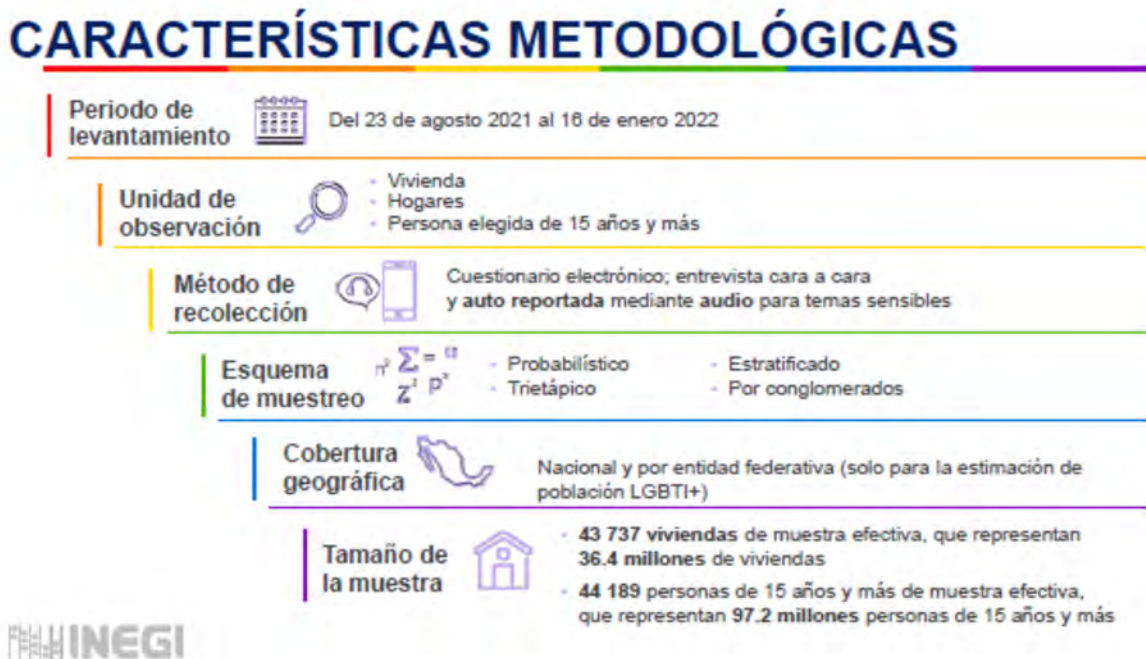 CARACTERÍSTICAS METODOLÓGICAS
Periodo de
levantamiento
Del 23 de agosto 2021 al 16 de enero 2022
Unidad de
observación
- Vivienda
- Hogares
- Persona elegida de 15 años y más
Método de
recolección
Cuestionario electrónico; entrevista cara a cara
y auto reportada mediante audio para temas sensibles
Esquema
de muestreo
- Probabilístico
- Trietápico
- Estratificado
- Por conglomerados
Cobertura
geográfica
Nacional y por entidad federativa (solo para la estimación de
población LGBTI+)
Tamaño de
la muestra
- 43 737 viviendas de muestra efectiva, que representan
36.4 millones de viviendas
- 44 189 personas de 15 años y más de muestra efectiva,
que representan 97.2 millones personas de 15 años y más
INEGI